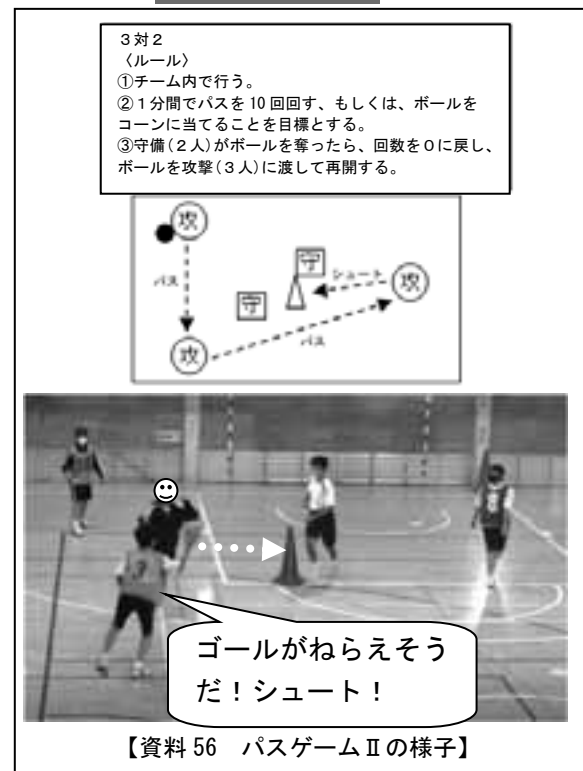 3対2
〈ルール〉
①チーム内で行う。
②1分間でパスを10回回す、もしくは、ボールを
コーンに当てることを目標とする。
③守備(2人)がボールを奪ったら、回数を0に戻し、
ボールを攻撃(3人)に渡して再開する。
攻
守
シュート
攻
パス
守
攻
パス
3
ゴールがねらえそう
だ!シュート!
【資料56 パスゲームⅡの様子】